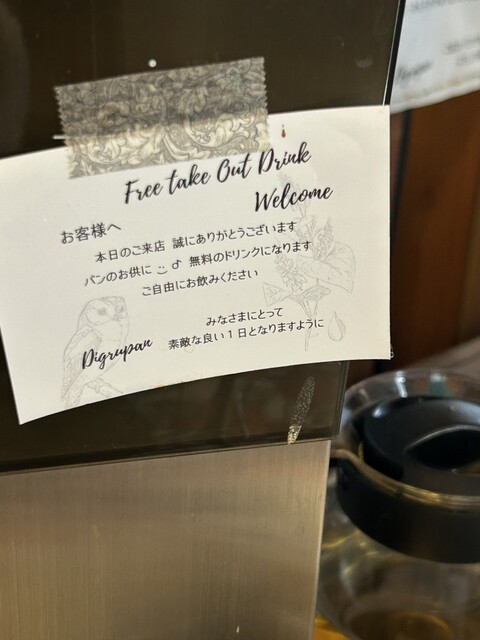 Free take Out Drink
Welcome
お客様へ
本日のご来店 誠にありがとうございます
パンのお供に ♂ 無料のドリンクになります
ご自由にお飲みください
みなさまにとって
素敵な良い1日となりますように
Digrupan